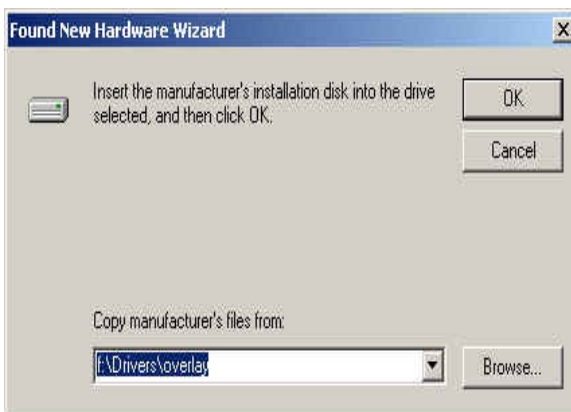 Found New Hardware Wizard
Insert the manufacturer's installation disk into the drive
selected, and then click OK.
OK
Cancel
Copy manufacturer's files from:
f:\Drivers\overlay
Browse...